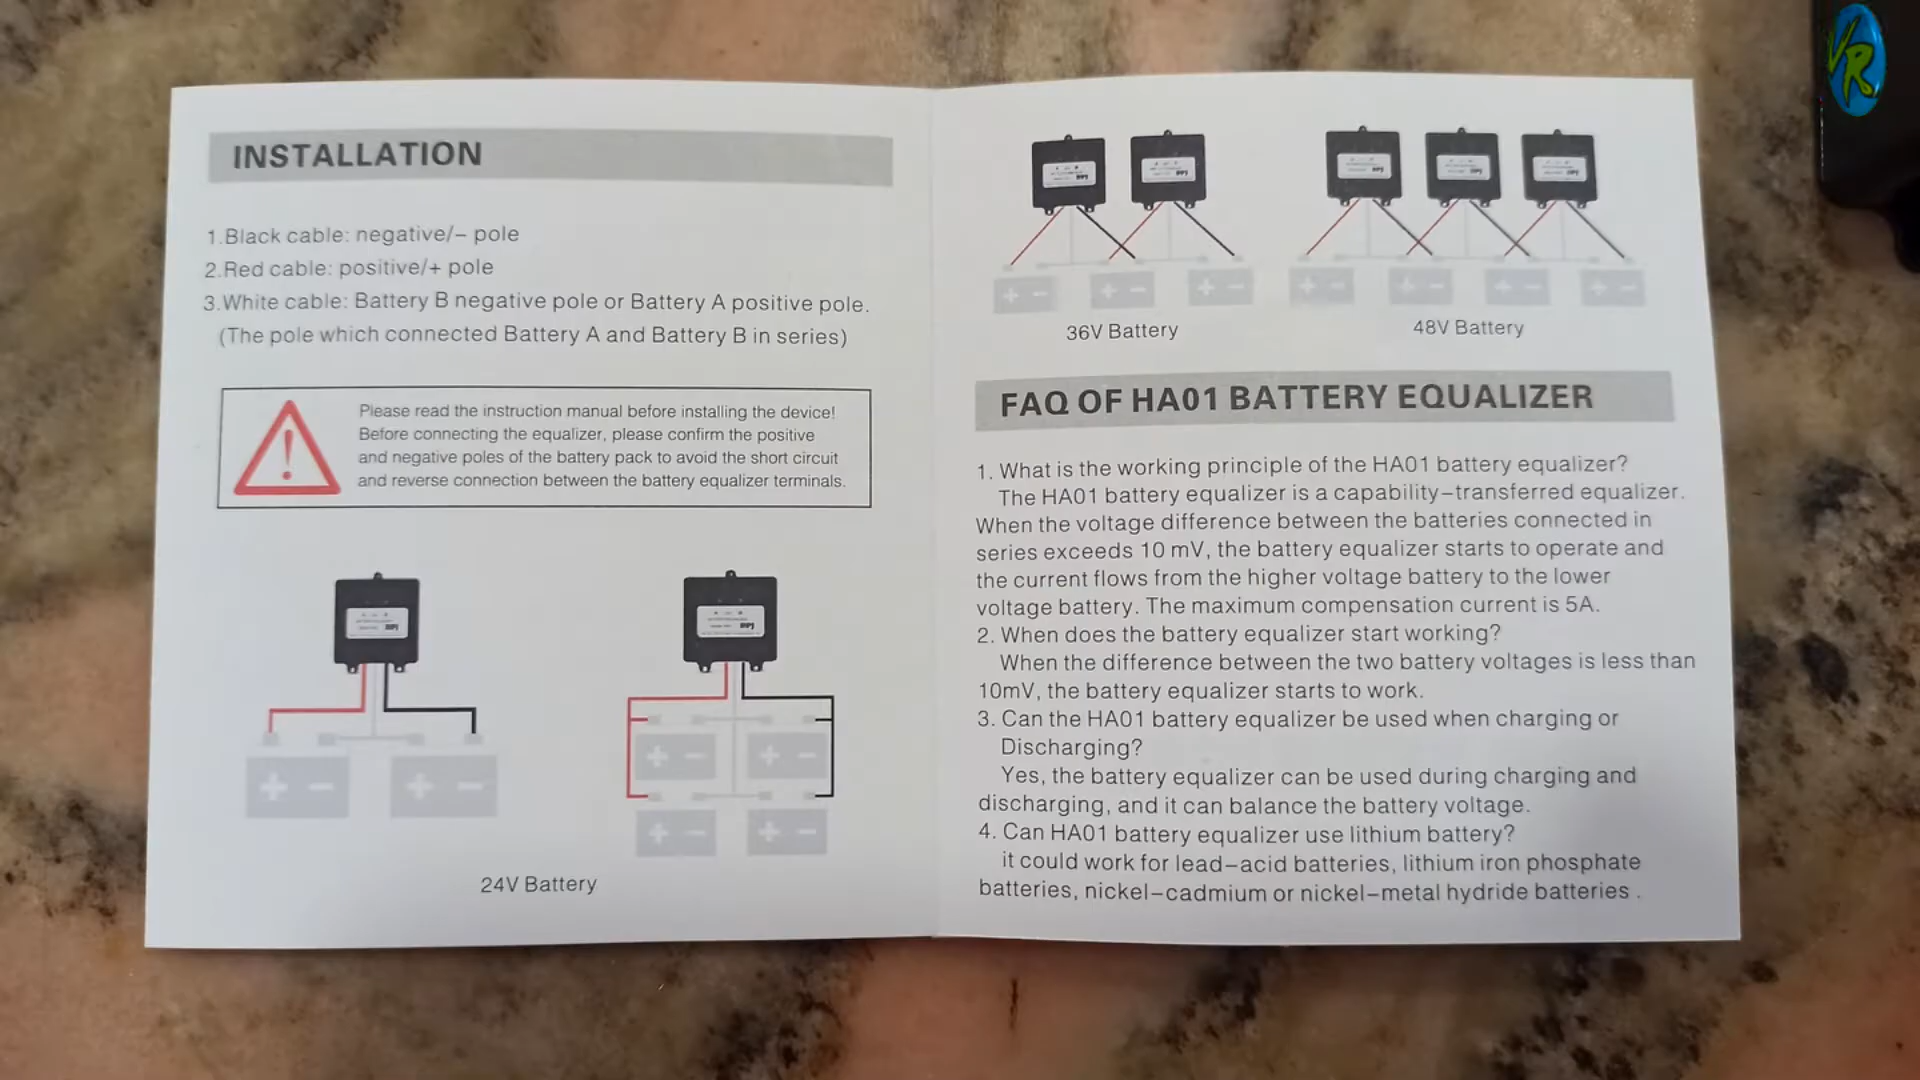 INSTALLATION
1.Black cable: negative/− pole
2.Red cable: positive/+ pole
3.White cable: Battery B negative pole or Battery A positive pole.
(The pole which connected Battery A and Battery B in series)
Please read the instruction manual before installing the device!
Before connecting the equalizer, please confirm the positive
and negative poles of the battery pack to avoid the short circuit
and reverse connection between the battery equalizer terminals.
24V Battery
36V Battery
48V Battery
FAQ OF HA01 BATTERY EQUALIZER
1. What is the working principle of the HA01 battery equalizer?
The HA01 battery equalizer is a capability−transferred equalizer.
When the voltage difference between the batteries connected in
series exceeds 10 mV, the battery equalizer starts to operate and
the current flows from the higher voltage battery to the lower
voltage battery. The maximum compensation current is 5A.
2. When does the battery equalizer start working?
When the difference between the two battery voltages is less than
10mV, the battery equalizer starts to work.
3. Can the HA01 battery equalizer be used when charging or
Discharging?
Yes, the battery equalizer can be used during charging and
discharging, and it can balance the battery voltage.
4. Can HA01 battery equalizer use lithium battery?
it could work for lead−acid batteries, lithium iron phosphate
batteries, nickel−cadmium or nickel−metal hydride batteries .
VR